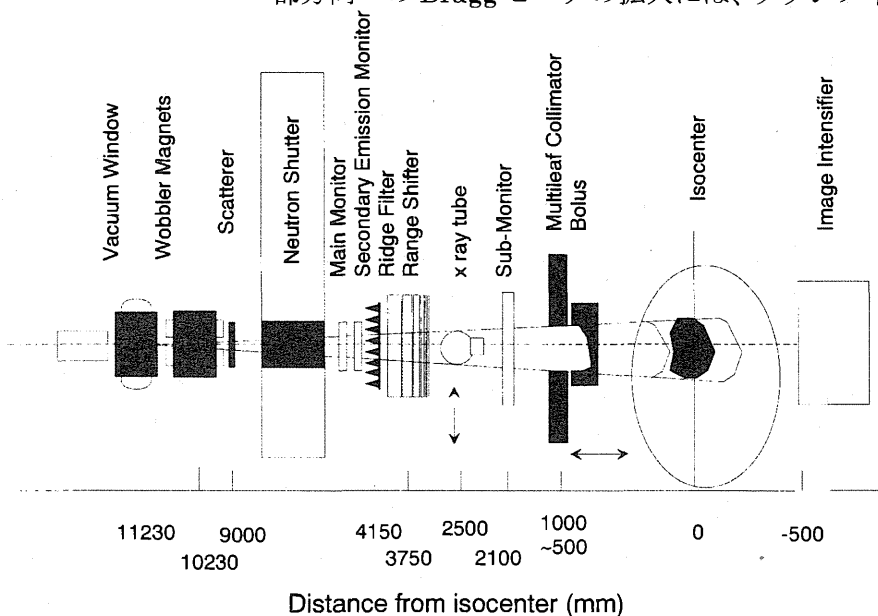 Vacuum Window
Wobbler Magnets
Scatterer
Neutron Shutter
Main Monitor
Secondary Emission Monitor
Ridge Filter
Range Shifter
x ray tube
Sub-Monitor
Multileaf Collimator
Bolus
Isocenter
Image Intensifier
11230
10230
9000
4150
3750
2500
2100
1000
~500
0
-500
Distance from isocenter (mm)